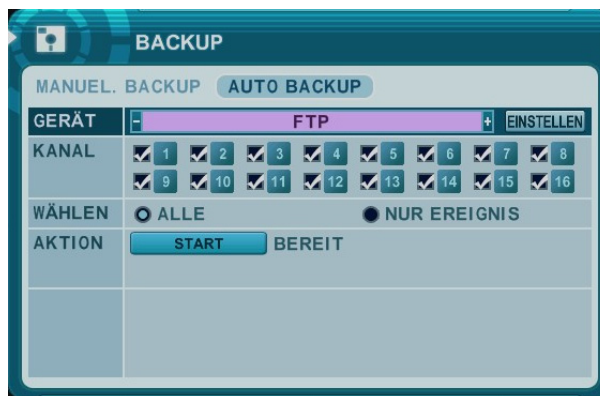 BACKUP
MANUEL. BACKUP AUTO BACKUP
GERÄT - FTP + EINSTELLEN
KANAL 1 2 3 4 5 6 7 8
9 10 11 12 13 14 15 16
WÄHLEN ALLE NUR EREIGNIS
AKTION START BEREIT